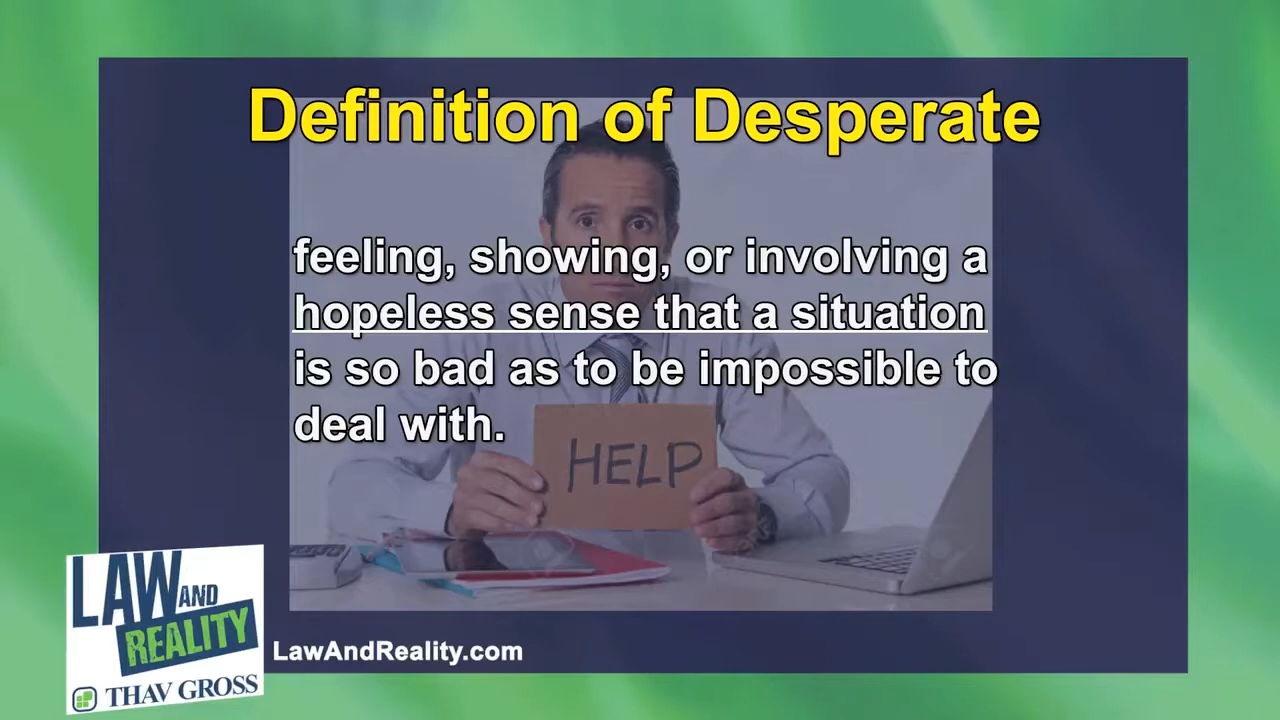 Definition of Desperate
feeling, showing, or involving a
hopeless sense that a situation
is so bad as to be impossible to
deal with.
HELP
LAW AND
REALITY
THAV GROSS
LawAndReality.com